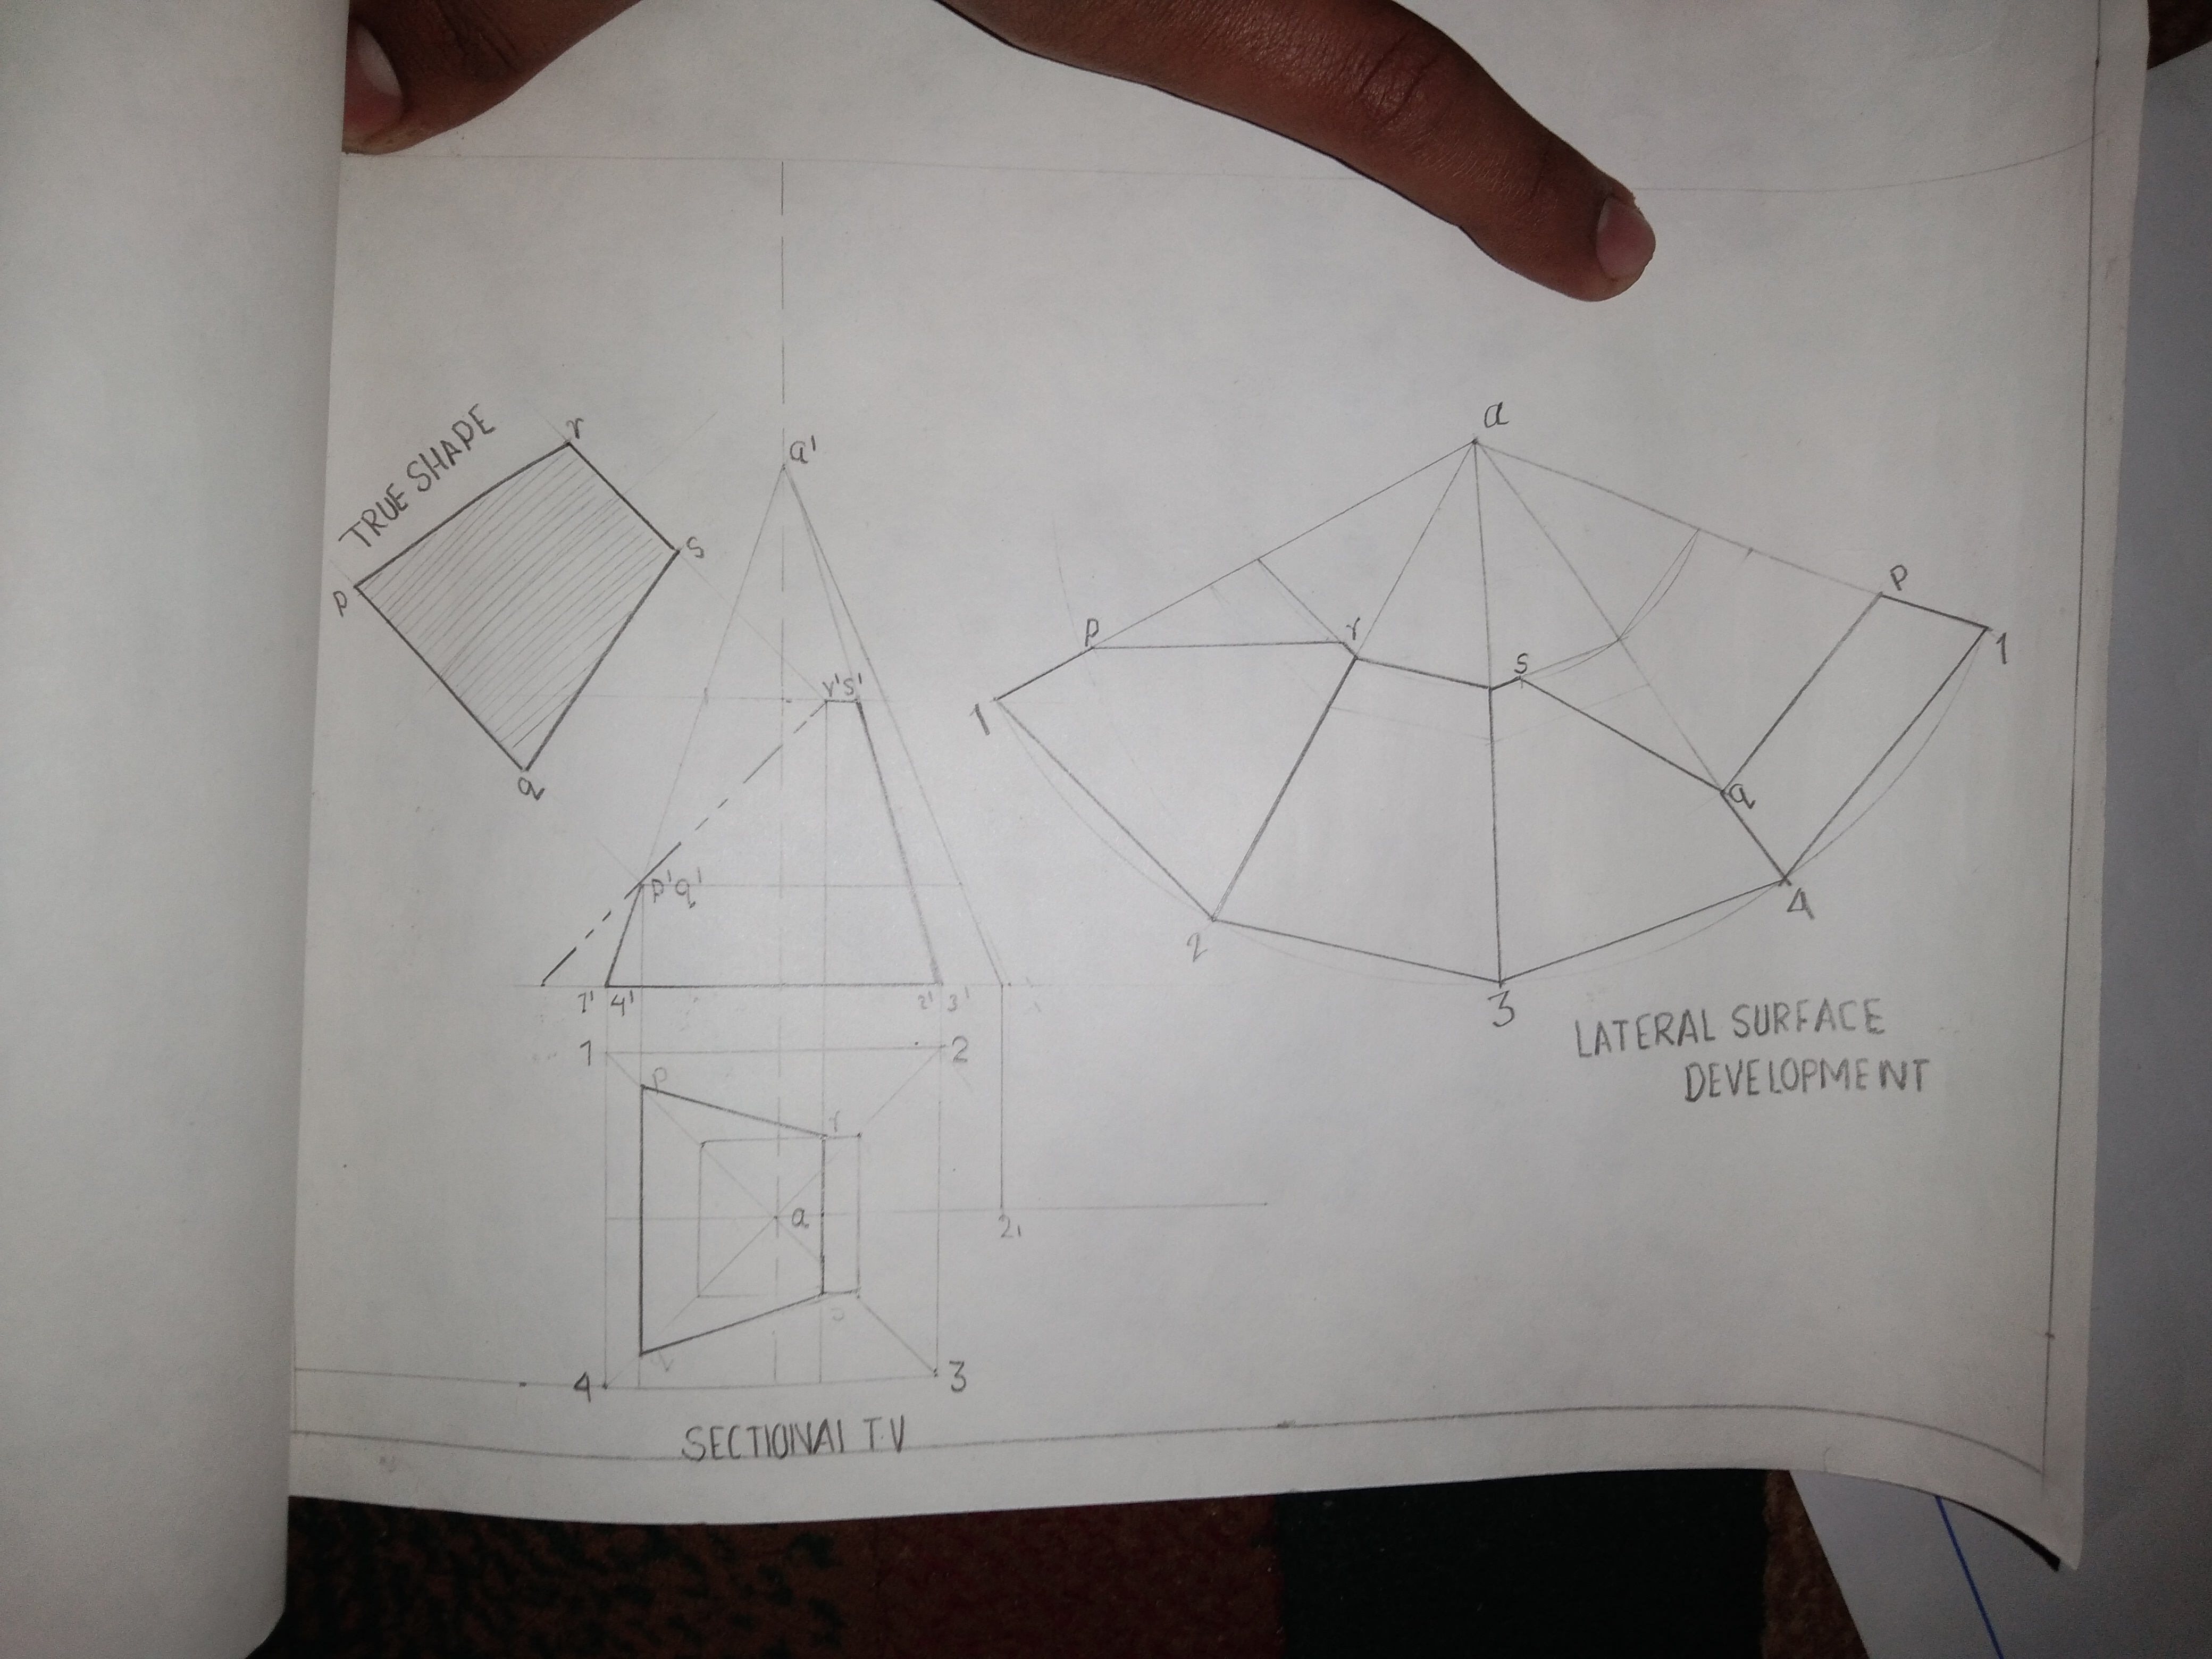 TRUE SHAPE
r
s
p
q
a'
r's'
p'q'
1' 4' 2' 3'
1 2
p
r
a
2₁
s
q
4 3
SECTIONAL T.V
a
p r s p
1 1
q
2 3 4
LATERAL SURFACE
DEVELOPMENT